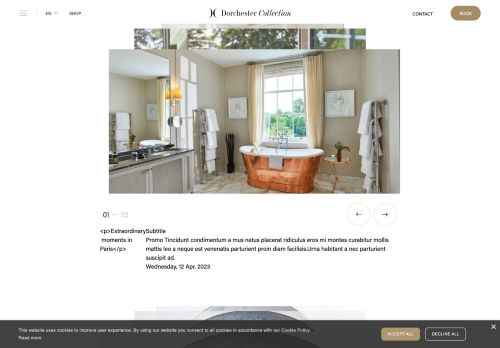 EN
SHOP
Dorchester Collection
CONTACT
BOOK
01 — 03
<p>Extraordinary
moments in
Paris</p>
Subtitle
Promo Tincidunt condimentum a mus netus placerat ridiculus eros mi montes curabitur mollis
mattis leo a neque est venenatis parturient proin diam facilisis.Urna habitant a nec parturient
suscipit ad.
Wednesday, 12 Apr. 2023
This website uses cookies to improve user experience. By using our website you consent to all cookies in accordance with our Cookie Policy.
Read more
ACCEPT ALL
DECLINE ALL